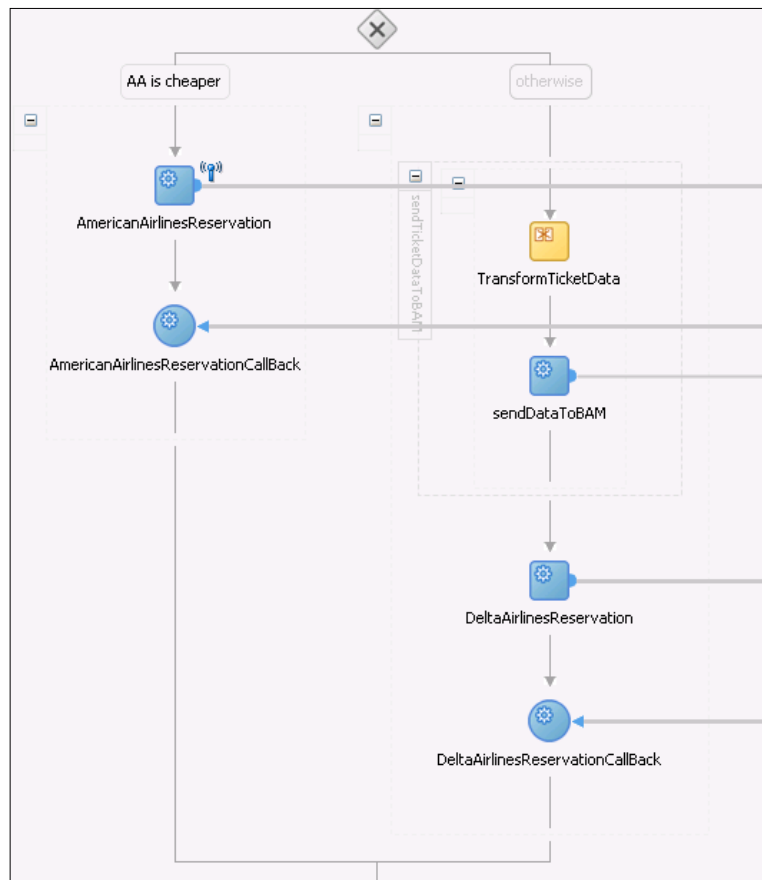 AA is cheaper
otherwise
AmericanAirlinesReservation
sendTicketDataToBAM
TransformTicketData
AmericanAirlinesReservationCallBack
sendDataToBAM
DeltaAirlinesReservation
DeltaAirlinesReservationCallBack